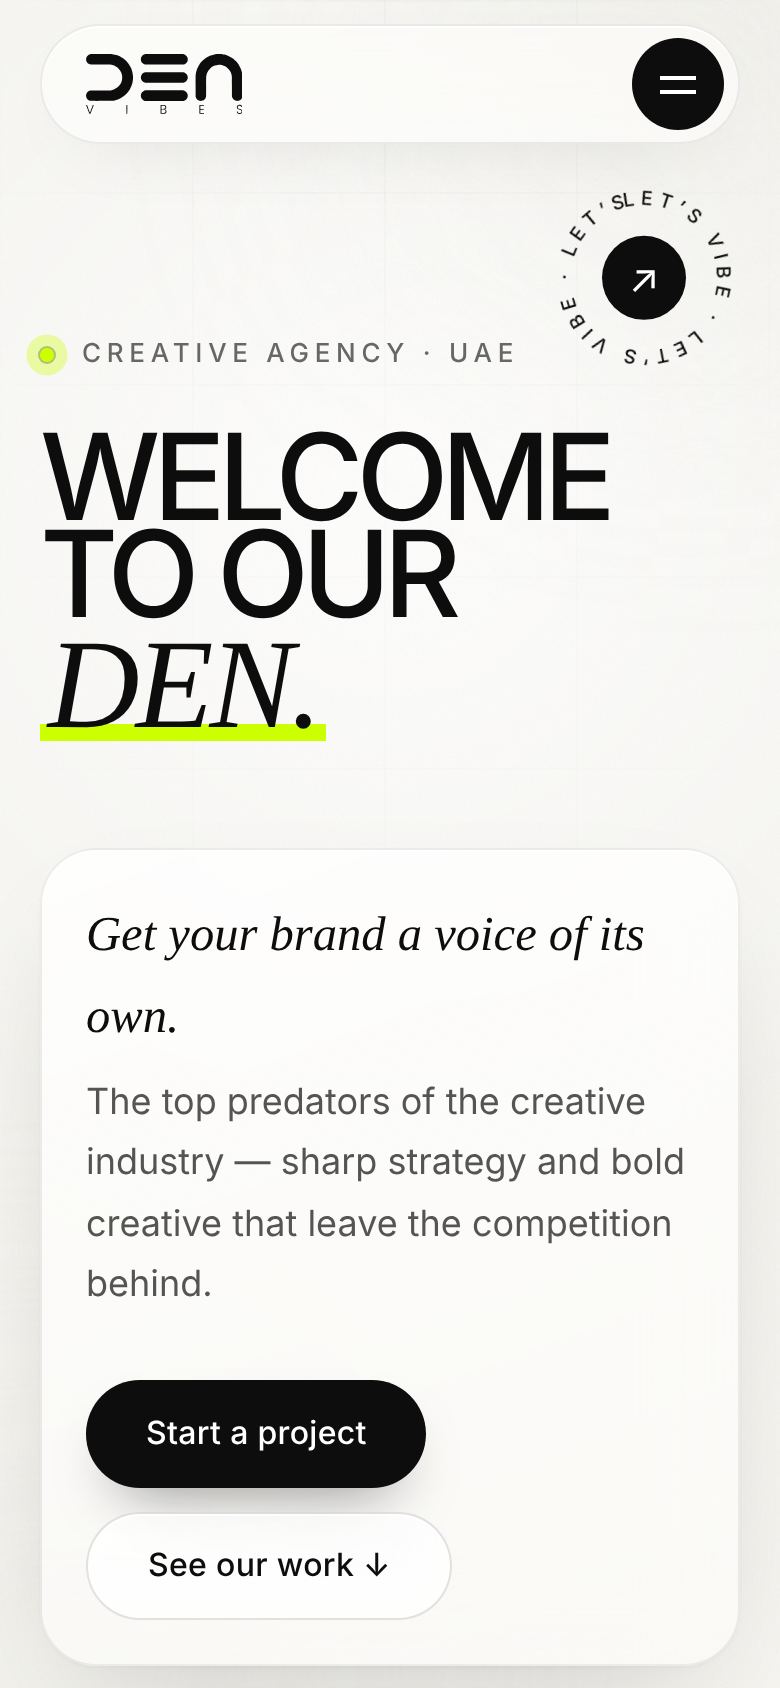 DEN
VIBES
LET'S VIBE · LET'S VIBE · LET'S
CREATIVE AGENCY · UAE
WELCOME
TO OUR
DEN.
Get your brand a voice of its
own.
The top predators of the creative
industry — sharp strategy and bold
creative that leave the competition
behind.
Start a project
See our work ↓